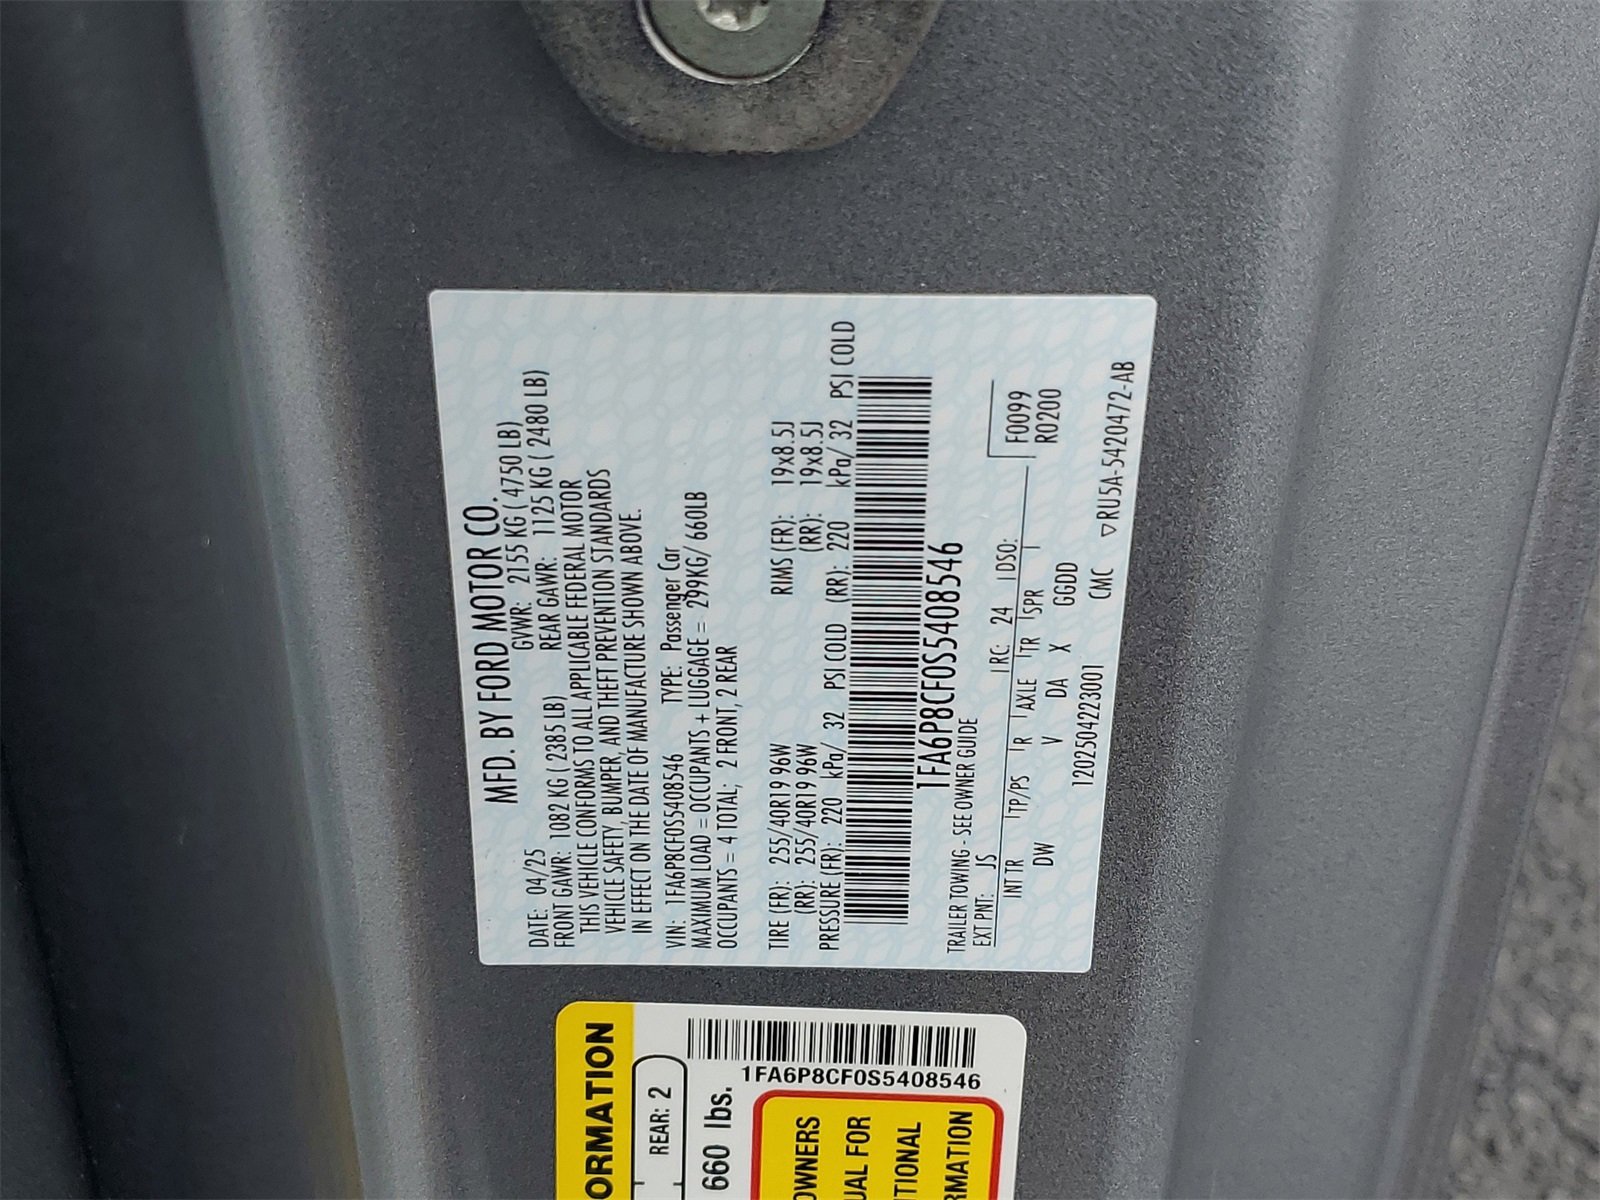 MFD. BY FORD MOTOR CO.
DATE: 04/25 GVWR: 2155 KG ( 4750 LB)
FRONT GAWR: 1082 KG ( 2385 LB) REAR GAWR: 1125 KG ( 2480 LB)
THIS VEHICLE CONFORMS TO ALL APPLICABLE FEDERAL MOTOR
VEHICLE SAFETY, BUMPER, AND THEFT PREVENTION STANDARDS
IN EFFECT ON THE DATE OF MANUFACTURE SHOWN ABOVE.
VIN: 1FA6P8CF0S5408546 TYPE: Passenger Car
MAXIMUM LOAD = OCCUPANTS + LUGGAGE = 299KG/ 660LB
OCCUPANTS = 4 TOTAL; 2 FRONT, 2 REAR
TIRE (FR): 255/40R19 96W RIMS (FR): 19x8.5J
(RR): 255/40R19 96W (RR): 19x8.5J
PRESSURE (FR): 220 kPa/ 32 PSI COLD (RR): 220 kPa/ 32 PSI COLD
1FA6P8CF0S5408546
TRAILER TOWING - SEE OWNER GUIDE
EXT PNT: JS RC: 24 DSO:
F0099
INT TR TP/PS R AXLE TR SPR
R0200
DW V DA X GGDD
1202504223001 CMC ▽RU5A-5420472-AB
ORMATION
REAR: 2
660 lbs.
1FA6P8CF0S5408546
OWNERS
UAL FOR
TIONAL
RMATION